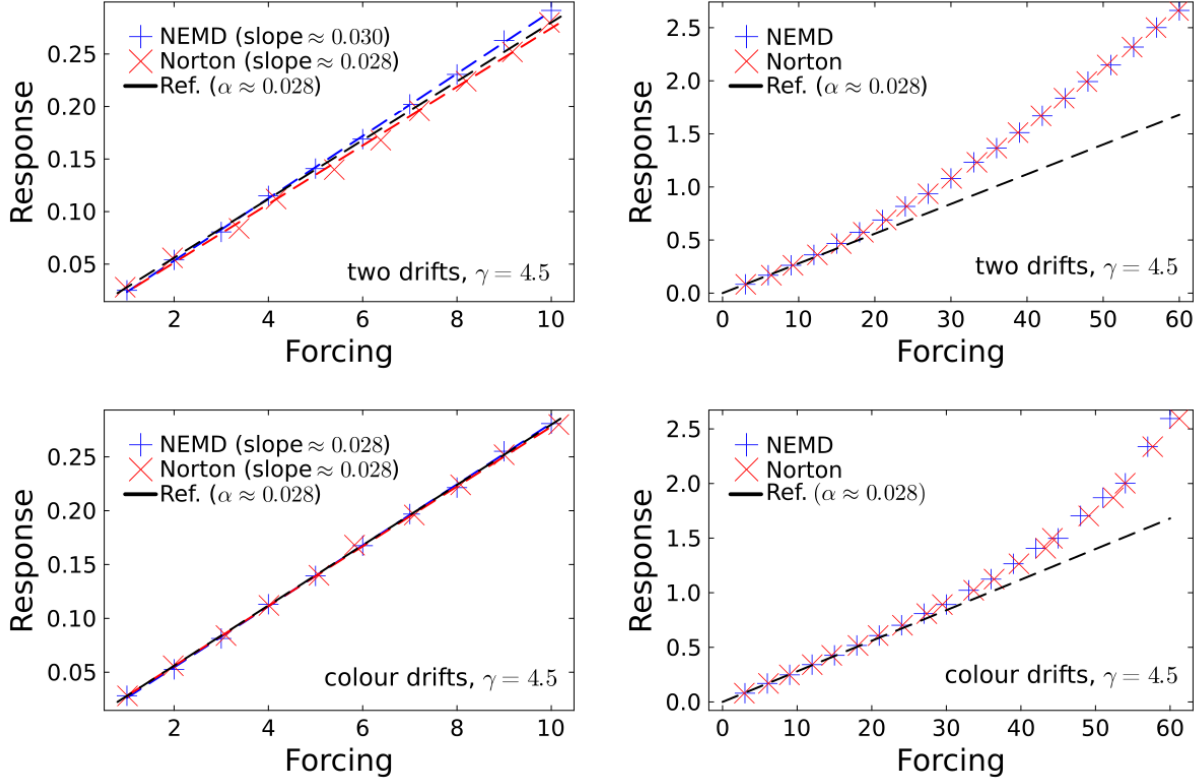 Response
0.25
0.20
0.15
0.10
0.05
NEMD (slope ≈ 0.030)
Norton (slope ≈ 0.028)
Ref. (α ≈ 0.028)
two drifts, γ = 4.5
2 4 6 8 10
Forcing
Response
2.5
2.0
1.5
1.0
0.5
0.0
NEMD
Norton
Ref. (α ≈ 0.028)
two drifts, γ = 4.5
0 10 20 30 40 50 60
Forcing
Response
0.25
0.20
0.15
0.10
0.05
NEMD (slope ≈ 0.028)
Norton (slope ≈ 0.028)
Ref. (α ≈ 0.028)
colour drifts, γ = 4.5
2 4 6 8 10
Forcing
Response
2.5
2.0
1.5
1.0
0.5
0.0
NEMD
Norton
Ref. (α ≈ 0.028)
colour drifts, γ = 4.5
0 10 20 30 40 50 60
Forcing